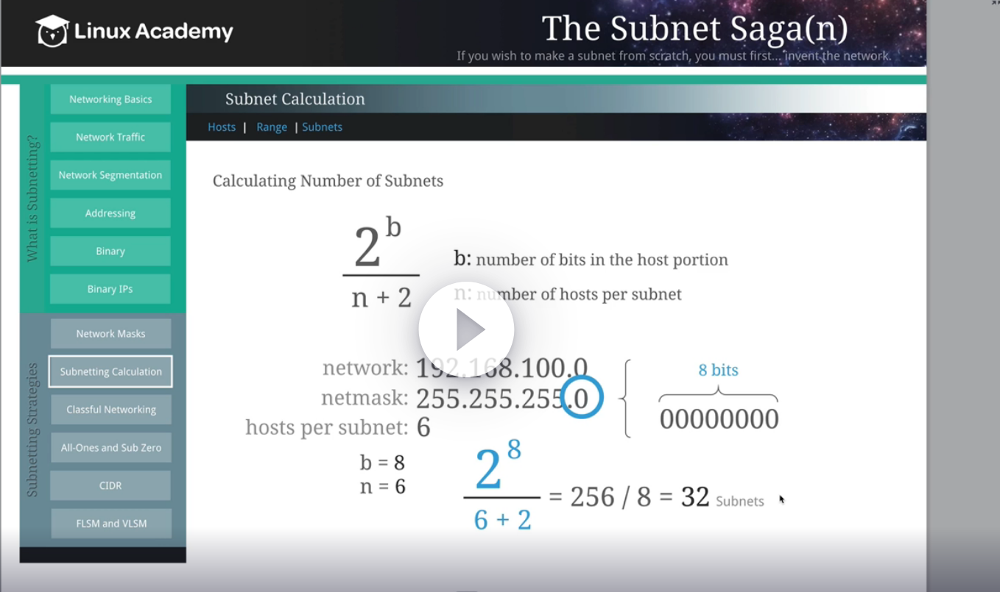 Linux Academy
The Subnet Saga(n)
If you wish to make a subnet from scratch, you must first... invent the network.
What is Subnetting?
Networking Basics
Network Traffic
Network Segmentation
Addressing
Binary
Binary IPs
Subnetting Strategies
Network Masks
Subnetting Calculation
Classful Networking
All-Ones and Sub Zero
CIDR
FLSM and VLSM
Subnet Calculation
Hosts | Range | Subnets
Calculating Number of Subnets
2^b
n + 2
b: number of bits in the host portion
n: number of hosts per subnet
network: 192.168.100.0
netmask: 255.255.255.0
hosts per subnet: 6
8 bits
00000000
b = 8
n = 6
2^8
6 + 2
= 256 / 8 = 32 Subnets